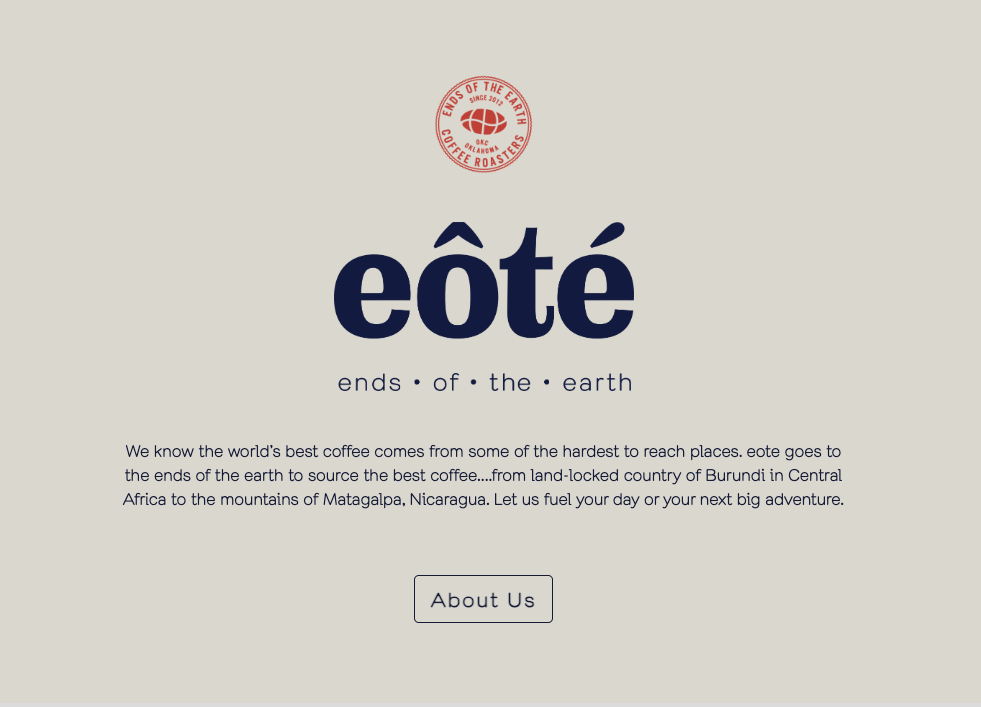 ENDS OF THE EARTH
SINCE 2012
OKC
OKLAHOMA
COFFEE ROASTERS
eôté
ends • of • the • earth
We know the world's best coffee comes from some of the hardest to reach places. eote goes to
the ends of the earth to source the best coffee....from land-locked country of Burundi in Central
Africa to the mountains of Matagalpa, Nicaragua. Let us fuel your day or your next big adventure.
About Us